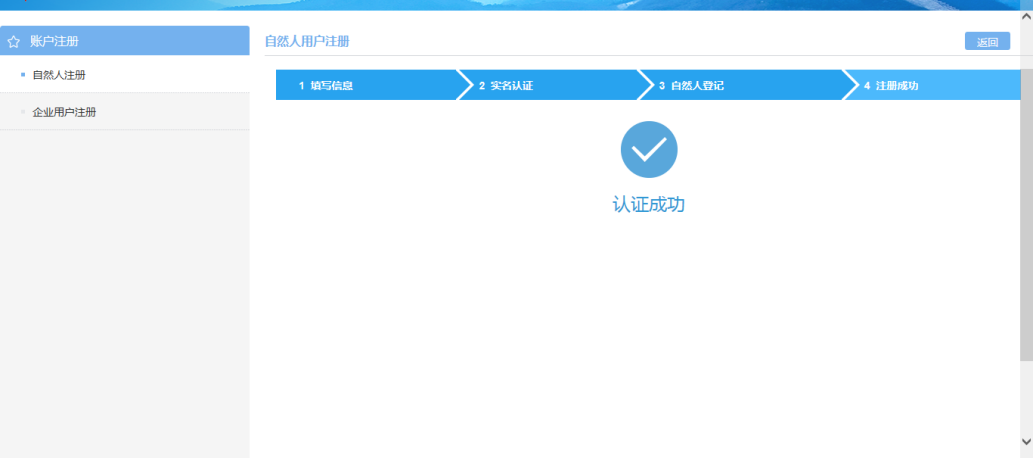 账户注册
自然人注册
企业用户注册
自然人用户注册
返回
1 填写信息
2 实名认证
3 自然人登记
4 注册成功
认证成功